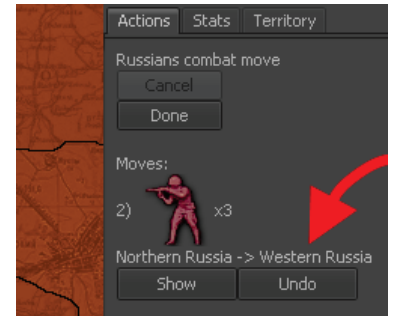 Actions Stats Territory
Russians combat move
Cancel
Done
Moves:
2) x3
Northern Russia -> Western Russia
Show Undo